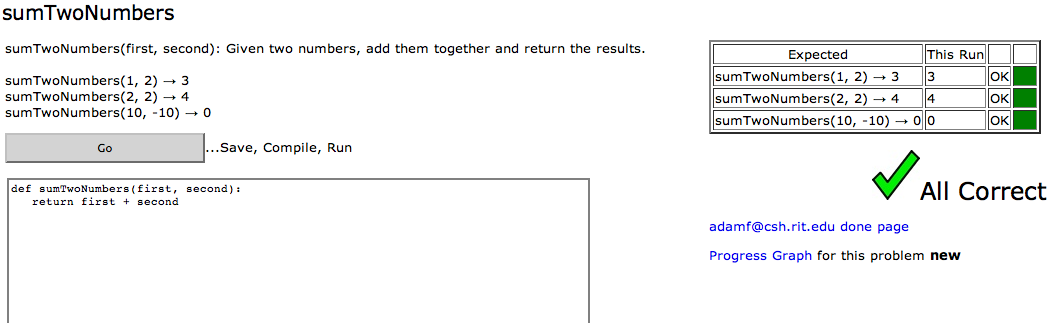 sumTwoNumbers
sumTwoNumbers(first, second): Given two numbers, add them together and return the results.
sumTwoNumbers(1, 2) → 3
sumTwoNumbers(2, 2) → 4
sumTwoNumbers(10, -10) → 0
Go ...Save, Compile, Run
def sumTwoNumbers(first, second):
   return first + second
Expected This Run
sumTwoNumbers(1, 2) → 3 3 OK
sumTwoNumbers(2, 2) → 4 4 OK
sumTwoNumbers(10, -10) → 0 0 OK
All Correct
adamf@csh.rit.edu done page
Progress Graph for this problem new